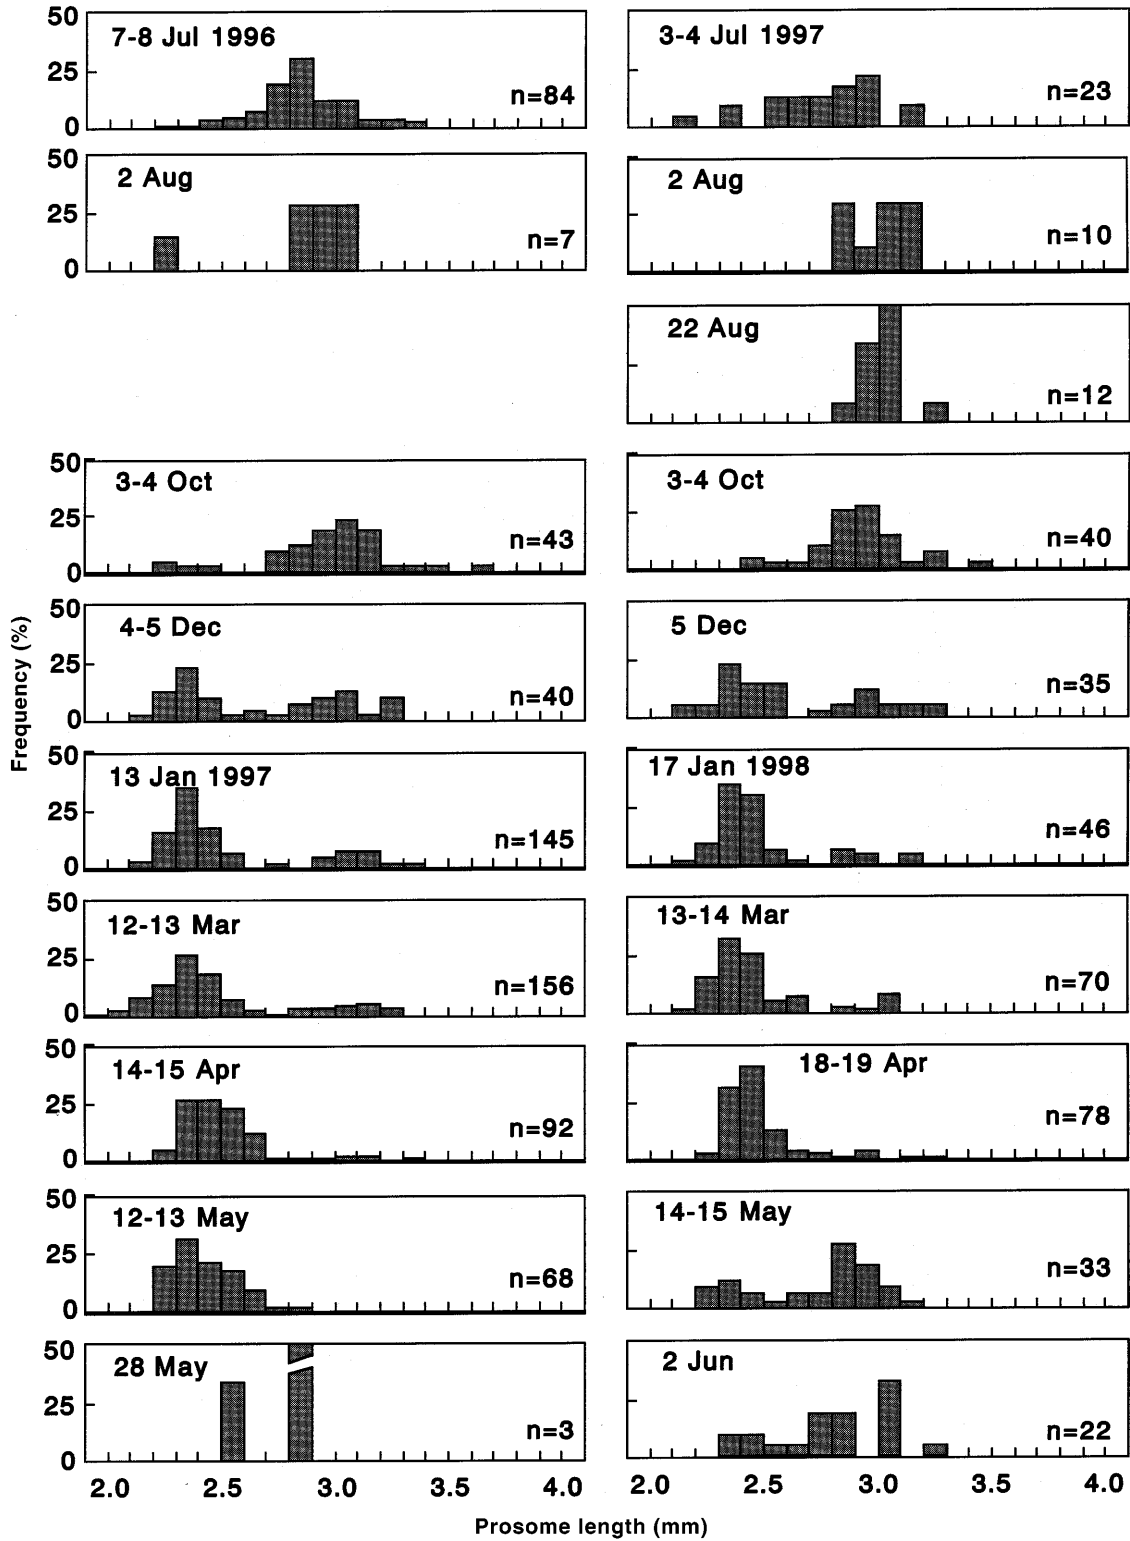 50
25
0
7-8 Jul 1996
n=84
3-4 Jul 1997
n=23
50
25
0
2 Aug
n=7
2 Aug
n=10
22 Aug
n=12
50
25
0
3-4 Oct
n=43
3-4 Oct
n=40
Frequency (%)
50
25
0
4-5 Dec
n=40
5 Dec
n=35
50
25
0
13 Jan 1997
n=145
17 Jan 1998
n=46
50
25
0
12-13 Mar
n=156
13-14 Mar
n=70
50
25
0
14-15 Apr
n=92
18-19 Apr
n=78
50
25
0
12-13 May
n=68
14-15 May
n=33
50
25
0
28 May
n=3
2 Jun
n=22
2.0 2.5 3.0 3.5 4.0
2.0 2.5 3.0 3.5 4.0
Prosome length (mm)